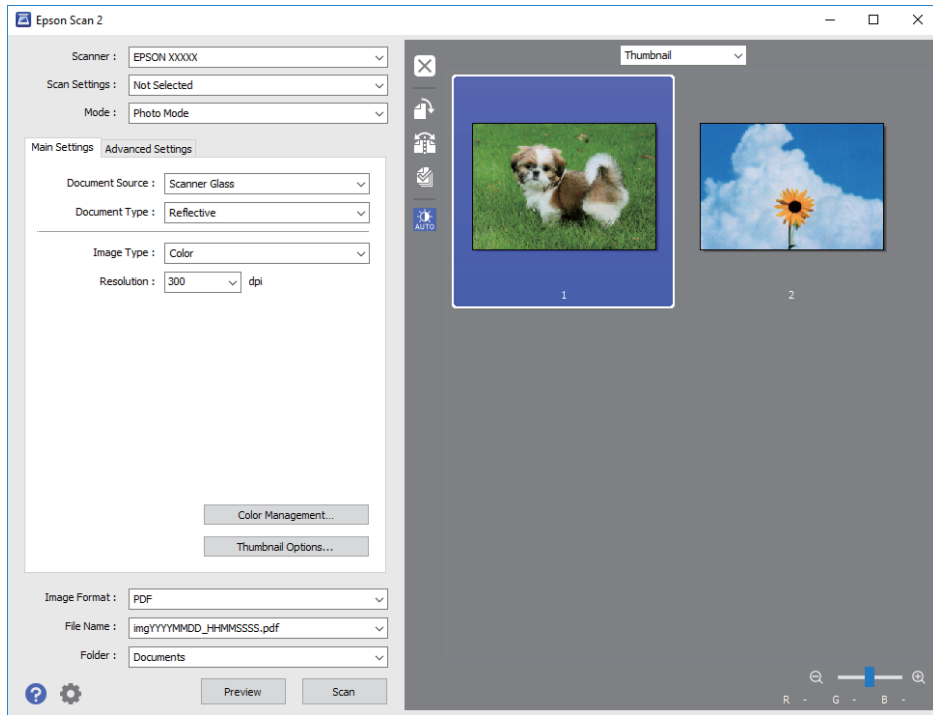 Epson Scan 2
Scanner : EPSON XXXXX
Scan Settings : Not Selected
Mode : Photo Mode
Main Settings Advanced Settings
Document Source : Scanner Glass
Document Type : Reflective
Image Type : Color
Resolution : 300 dpi
Color Management...
Thumbnail Options...
Image Format : PDF
File Name : imgYYYYMMDD_HHMMSSSS.pdf
Folder : Documents
? Preview Scan
Thumbnail
AUTO
1 2
R - G - B -